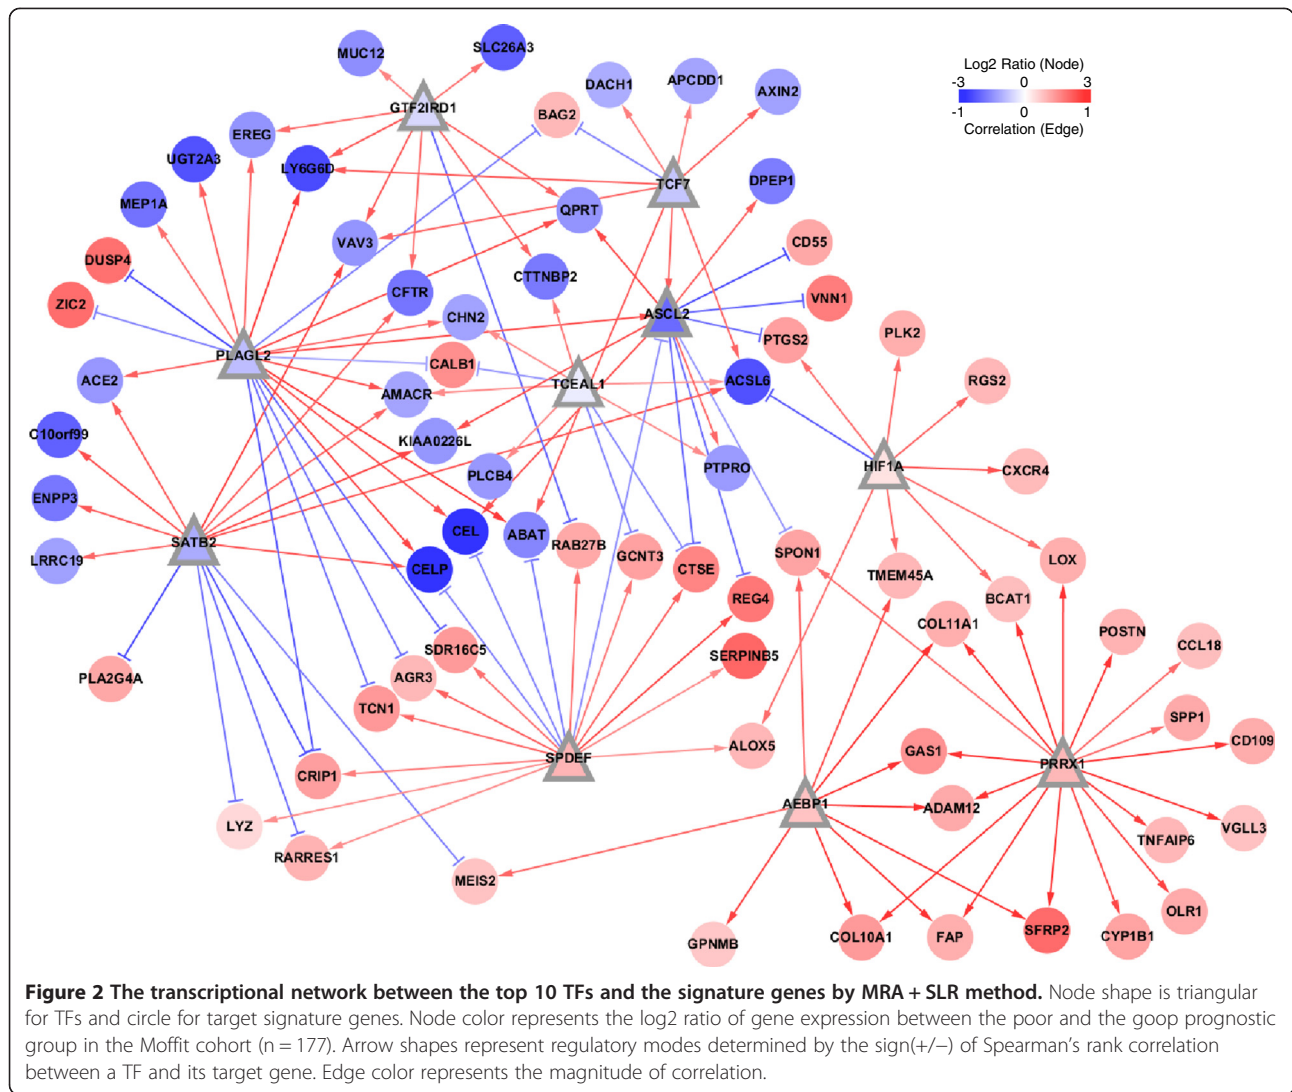 MUC12
SLC26A3
Log2 Ratio (Node)
-3 0 3
-1 0 1
Correlation (Edge)
GTF2IRD1
DACH1
APCDD1
AXIN2
BAG2
EREG
UGT2A3
LY6G6D
TCF7
DPEP1
MEP1A
QPRT
VAV3
CD55
DUSP4
CTTNBP2
ZIC2
CFTR
VNN1
CHN2
ASCL2
PTGS2
PLK2
PLAGL2
CALB1
ACE2
AMACR
TCEAL1
ACSL6
RGS2
C10orf99
KIAA0226L
PLCB4
PTPRO
HIF1A
CXCR4
ENPP3
CEL
ABAT
SATB2
RAB27B
GCNT3
SPON1
LRRC19
CELP
CTSE
TMEM45A
LOX
REG4
BCAT1
COL11A1
POSTN
SDR16C5
SERPINB5
CCL18
PLA2G4A
AGR3
TCN1
SPP1
ALOX5
GAS1
CD109
SPDEF
PRRX1
CRIP1
AEBP1
ADAM12
LYZ
TNFAIP6
VGLL3
RARRES1
MEIS2
OLR1
GPNMB
COL10A1
FAP
SFRP2
CYP1B1
Figure 2 The transcriptional network between the top 10 TFs and the signature genes by MRA + SLR method. Node shape is triangular
for TFs and circle for target signature genes. Node color represents the log2 ratio of gene expression between the poor and the goop prognostic
group in the Moffit cohort (n = 177). Arrow shapes represent regulatory modes determined by the sign(+/−) of Spearman's rank correlation
between a TF and its target gene. Edge color represents the magnitude of correlation.